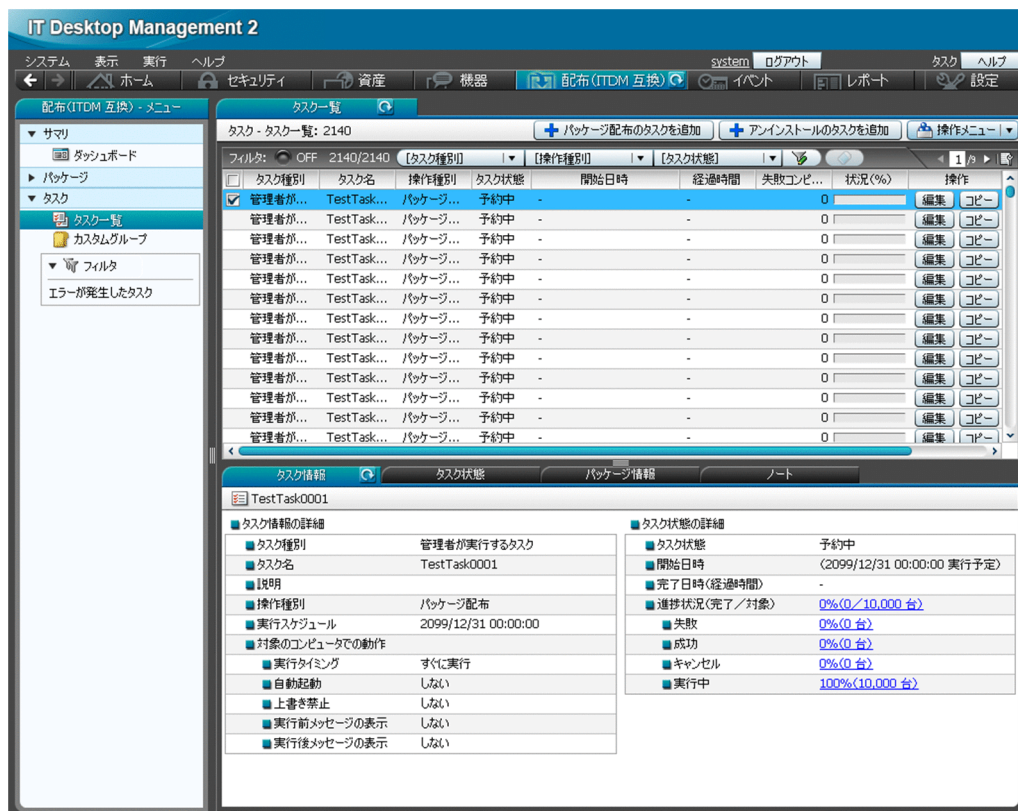 IT Desktop Management 2
システム 表示 実行 ヘルプ system ログアウト タスク ヘルプ
ホーム セキュリティ 資産 機器 配布(ITDM 互換) イベント レポート 設定
配布(ITDM 互換) - メニュー
タスク一覧
サマリ
ダッシュボード
パッケージ
タスク
タスク一覧
カスタムグループ
フィルタ
エラーが発生したタスク
タスク - タスク一覧: 2140 パッケージ配布のタスクを追加 アンインストールのタスクを追加 操作メニュー
フィルタ: OFF 2140/2140 [タスク種別] [操作種別] [タスク状態] 1 /9
タスク種別 タスク名 操作種別 タスク状態 開始日時 経過時間 失敗コンピ... 状況(%) 操作
管理者が... TestTask... パッケージ... 予約中 - - 0 編集 コピー
管理者が... TestTask... パッケージ... 予約中 - - 0 編集 コピー
管理者が... TestTask... パッケージ... 予約中 - - 0 編集 コピー
管理者が... TestTask... パッケージ... 予約中 - - 0 編集 コピー
管理者が... TestTask... パッケージ... 予約中 - - 0 編集 コピー
管理者が... TestTask... パッケージ... 予約中 - - 0 編集 コピー
管理者が... TestTask... パッケージ... 予約中 - - 0 編集 コピー
管理者が... TestTask... パッケージ... 予約中 - - 0 編集 コピー
管理者が... TestTask... パッケージ... 予約中 - - 0 編集 コピー
管理者が... TestTask... パッケージ... 予約中 - - 0 編集 コピー
管理者が... TestTask... パッケージ... 予約中 - - 0 編集 コピー
管理者が... TestTask... パッケージ... 予約中 - - 0 編集 コピー
管理者が... TestTask... パッケージ... 予約中 - - 0 編集 コピー
タスク情報 タスク状態 パッケージ情報 ノート
TestTask0001
タスク情報の詳細
タスク種別 管理者が実行するタスク
タスク名 TestTask0001
説明
操作種別 パッケージ配布
実行スケジュール 2099/12/31 00:00:00
対象のコンピュータでの動作
実行タイミング すぐに実行
自動起動 しない
上書き禁止 しない
実行前メッセージの表示 しない
実行後メッセージの表示 しない
タスク状態の詳細
タスク状態 予約中
開始日時 (2099/12/31 00:00:00 実行予定)
完了日時(経過時間) -
進捗状況(完了／対象) 0%(0／10,000 台)
失敗 0%(0 台)
成功 0%(0 台)
キャンセル 0%(0 台)
実行中 100%(10,000 台)